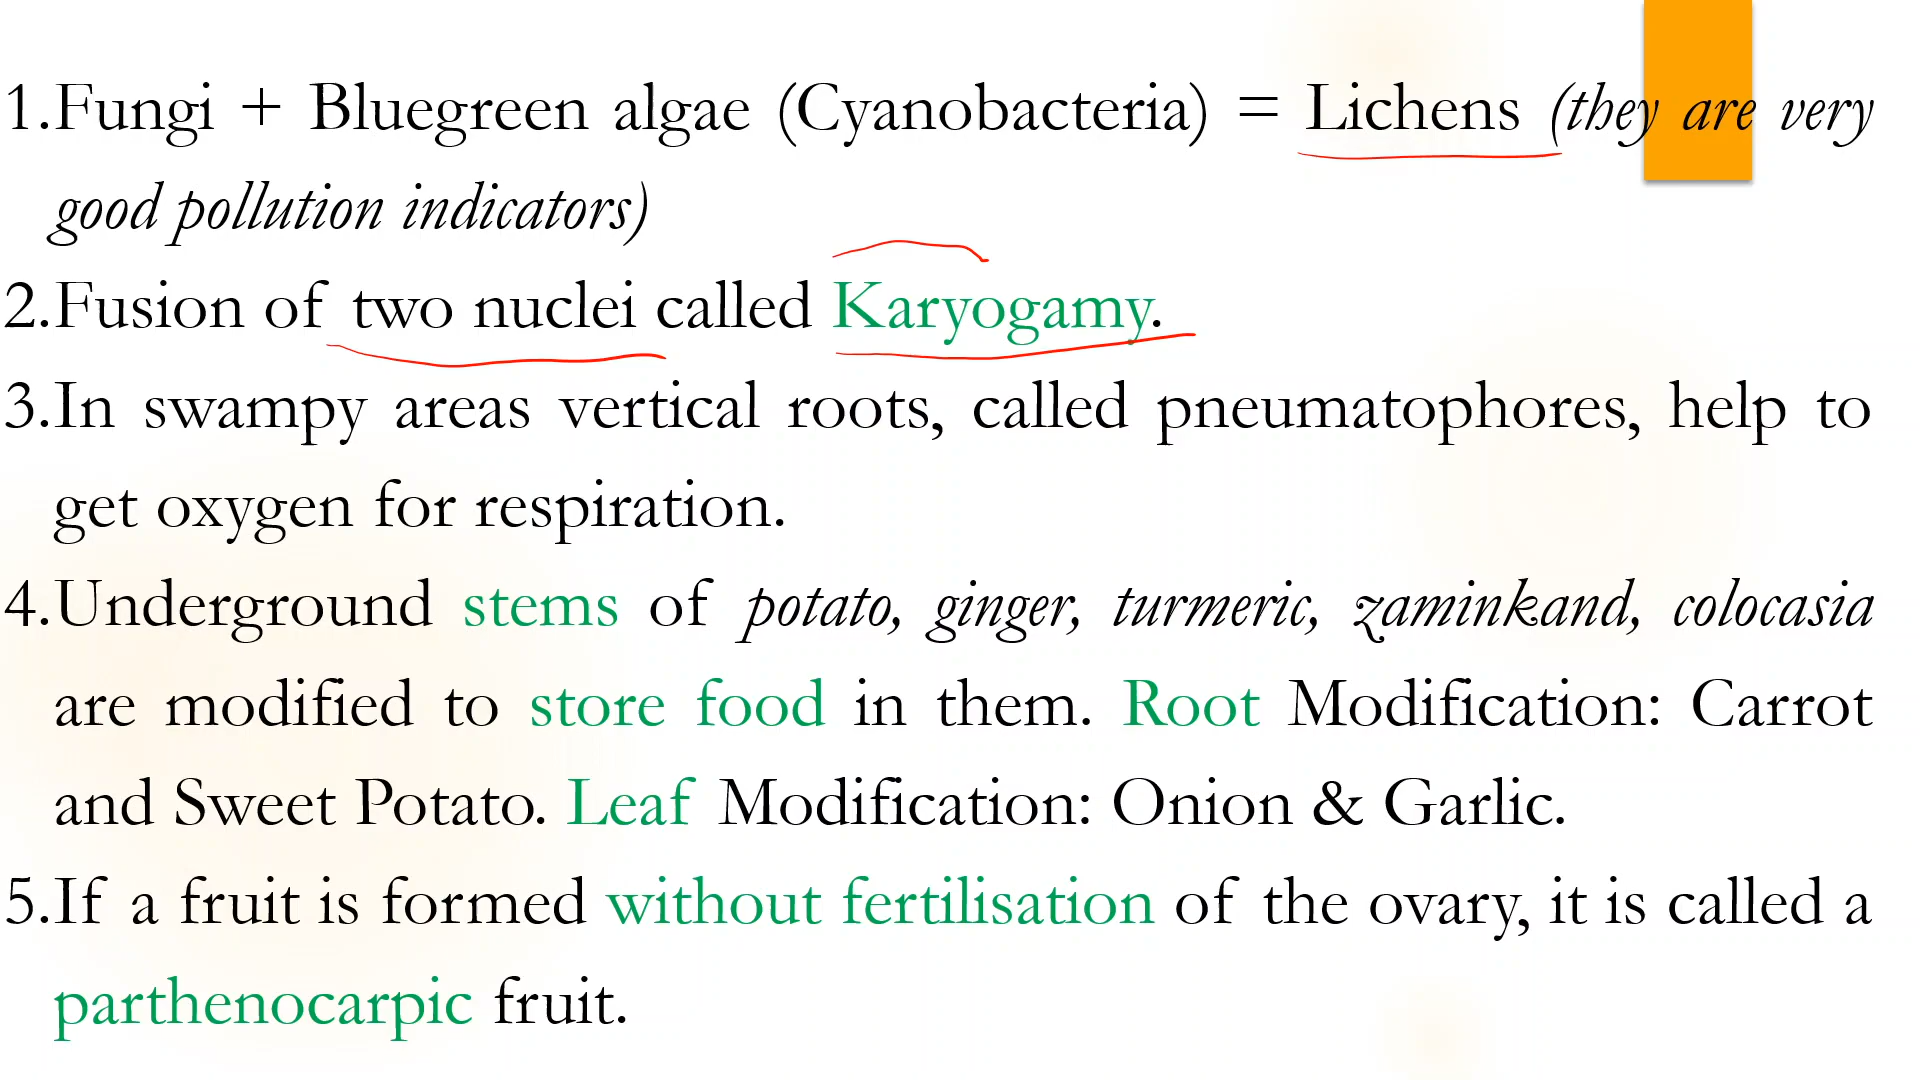 1.Fungi + Bluegreen algae (Cyanobacteria) = Lichens (they are very
good pollution indicators)
2.Fusion of two nuclei called Karyogamy.
3.In swampy areas vertical roots, called pneumatophores, help to
get oxygen for respiration.
4.Underground stems of potato, ginger, turmeric, zaminkand, colocasia
are modified to store food in them. Root Modification: Carrot
and Sweet Potato. Leaf Modification: Onion & Garlic.
5.If a fruit is formed without fertilisation of the ovary, it is called a
parthenocarpic fruit.